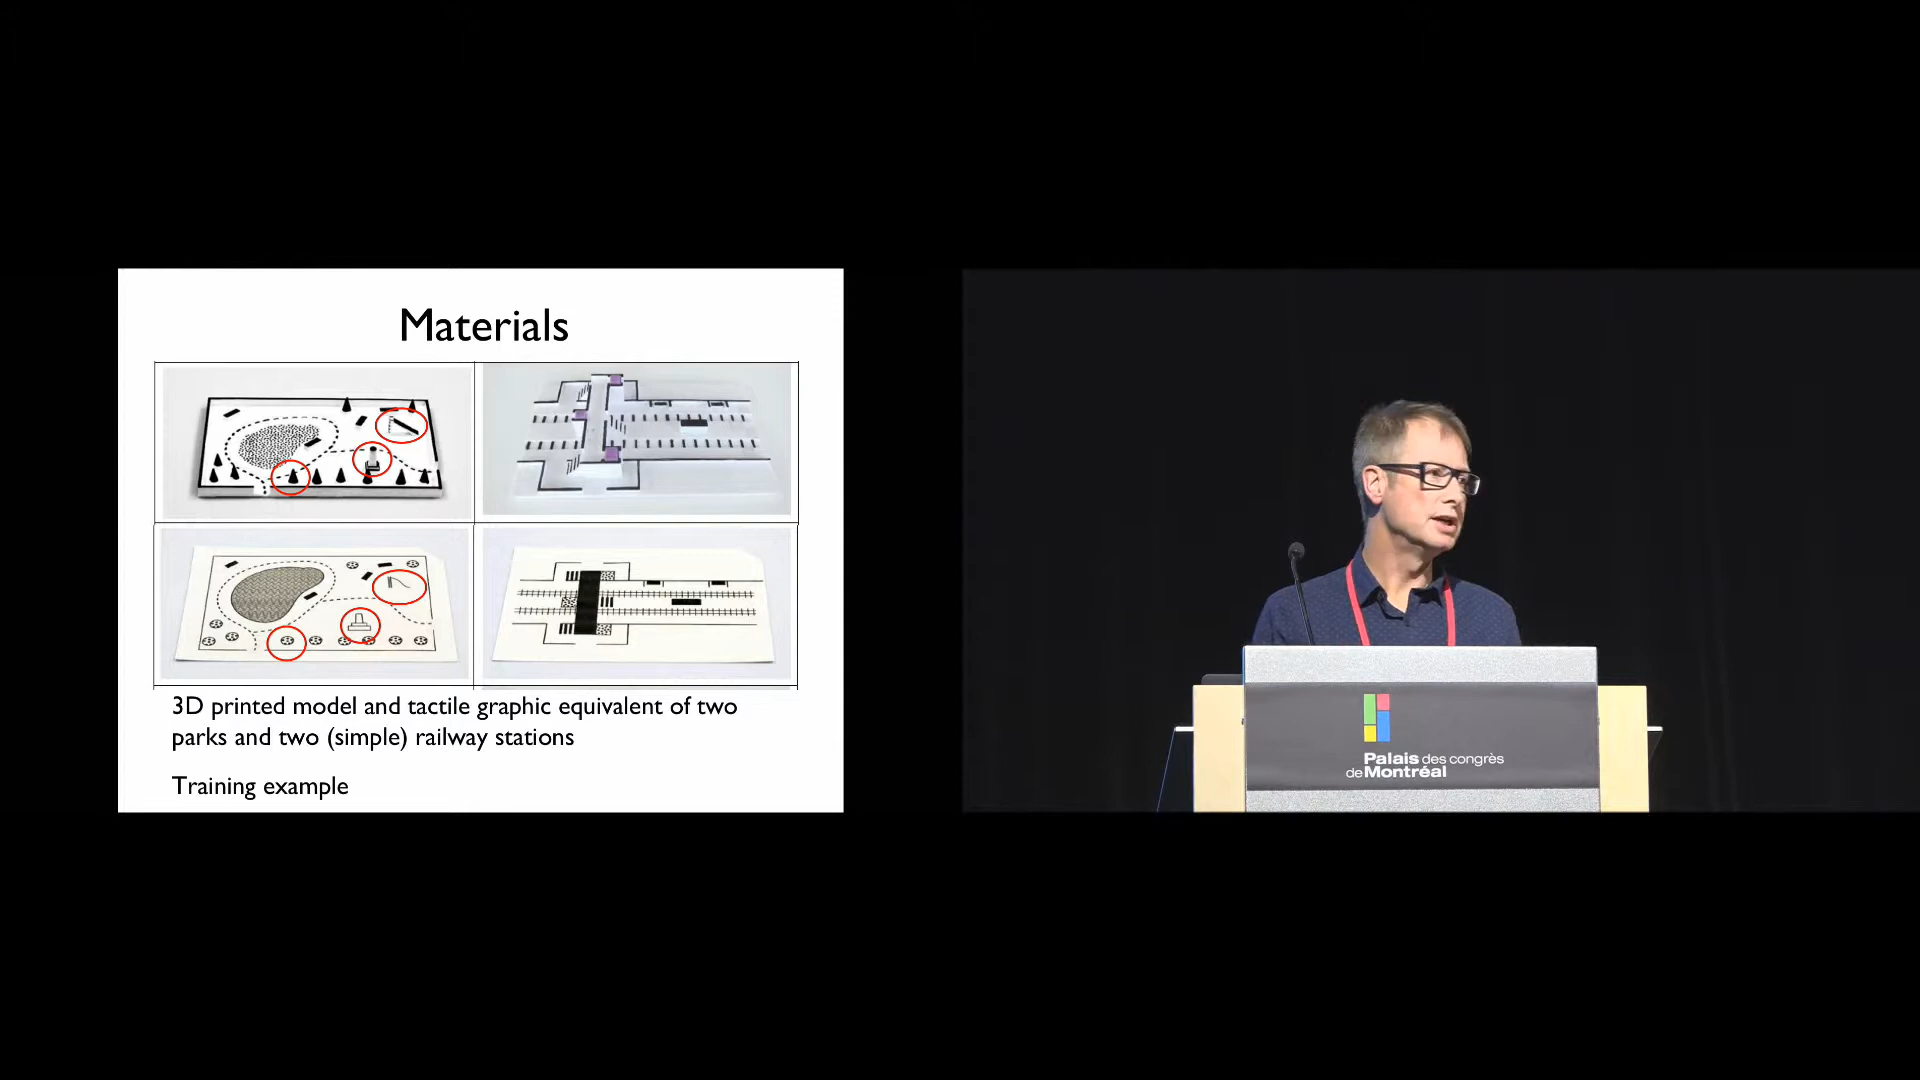 Materials
3D printed model and tactile graphic equivalent of two
parks and two (simple) railway stations
Training example
Palais des congrès
de Montréal